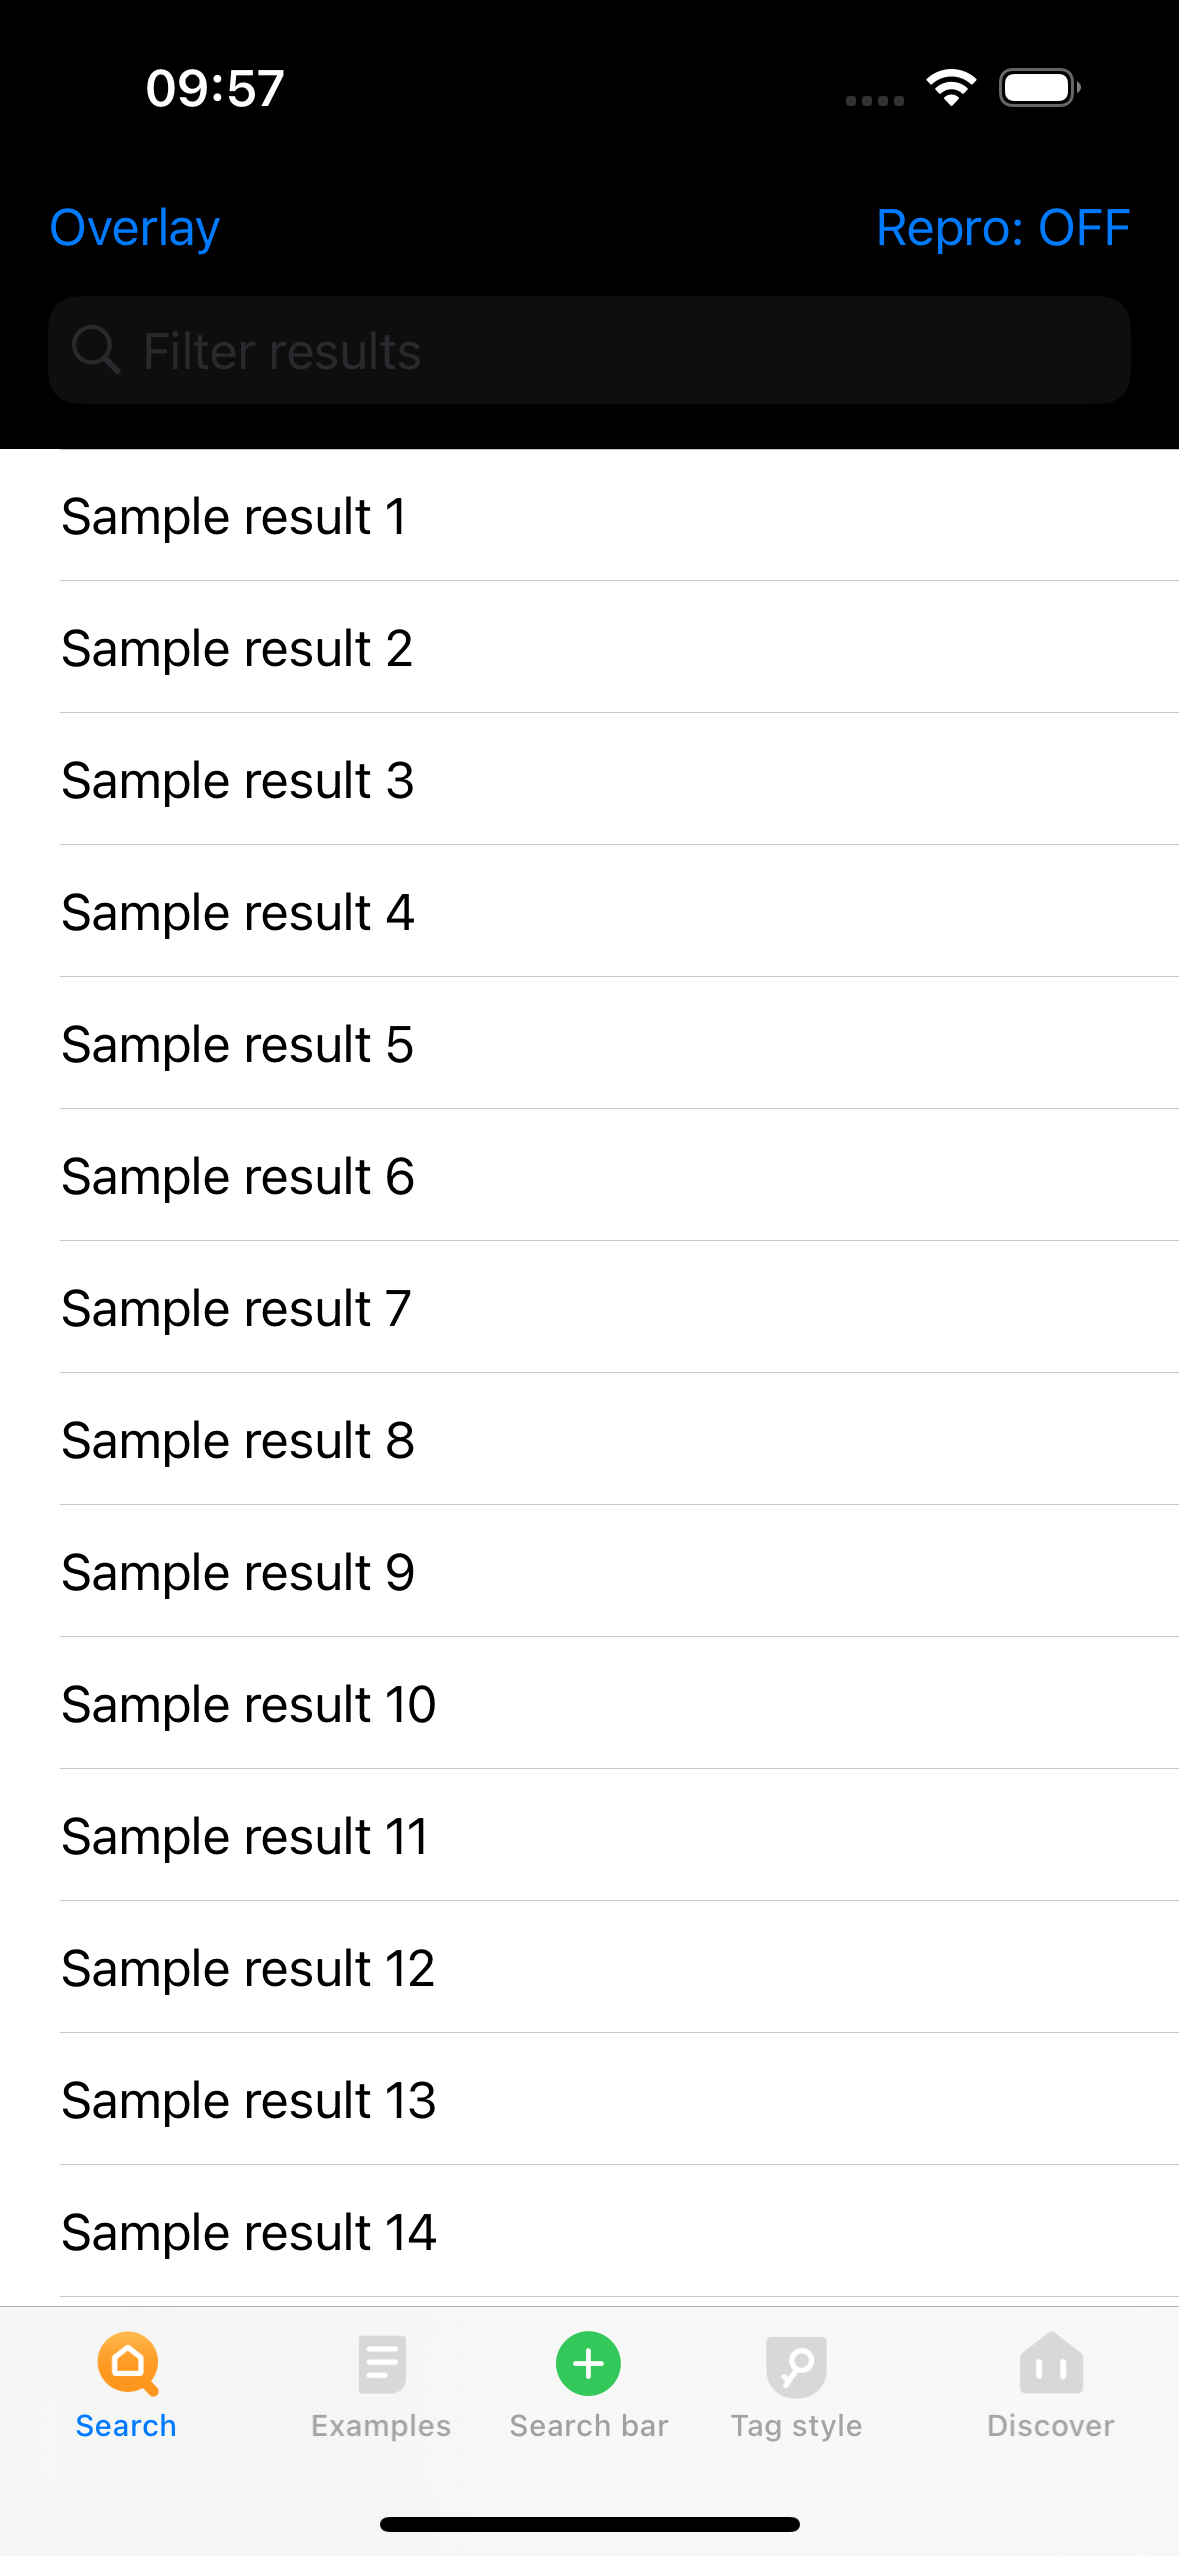 09:57
Overlay Repro: OFF
Filter results
Sample result 1
Sample result 2
Sample result 3
Sample result 4
Sample result 5
Sample result 6
Sample result 7
Sample result 8
Sample result 9
Sample result 10
Sample result 11
Sample result 12
Sample result 13
Sample result 14
Search Examples Search bar Tag style Discover